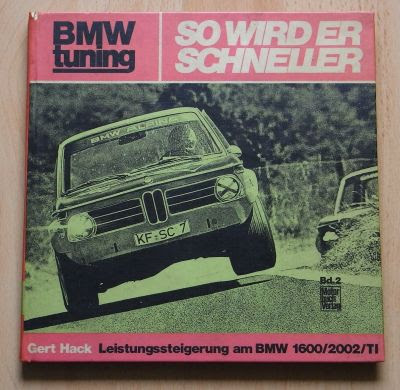 BMW
tuning
SO WIRD ER
SCHNELLER
BMW ALPINA
KF·SC 7
Bd.2
Motor
buch
Verlag
Gert Hack Leistungssteigerung am BMW 1600/2002/TI